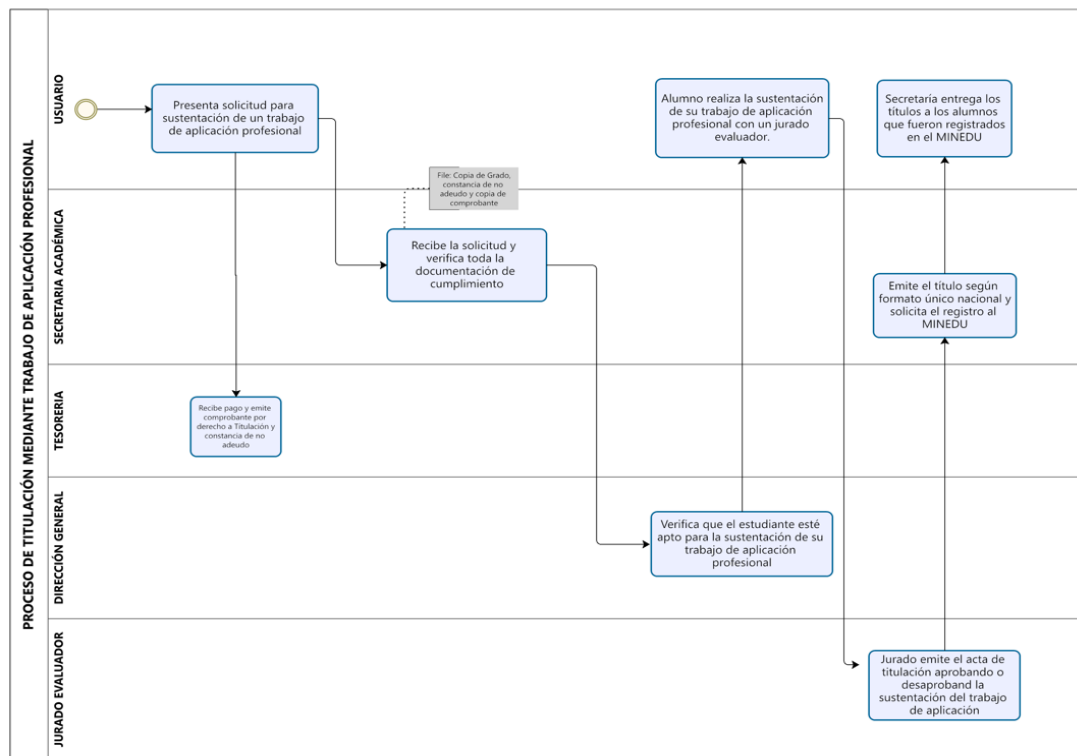 PROCESO DE TITULACIÓN MEDIANTE TRABAJO DE APLICACIÓN PROFESIONAL
USUARIO
Presenta solicitud para
sustentación de un trabajo
de aplicación profesional
Alumno realiza la sustentación
de su trabajo de aplicación
profesional con un jurado
evaluador.
Secretaría entrega los
títulos a los alumnos
que fueron registrados
en el MINEDU
File: Copia de Grado,
constancia de no
adeudo y copia de
comprobante
SECRETARIA ACADÉMICA
Recibe la solicitud y
verifica toda la
documentación de
cumplimiento
Emite el título según
formato único nacional y
solicita el registro al
MINEDU
TESORERIA
Recibe pago y emite
comprobante por
derecho a Titulación y
constancia de no
adeudo
DIRECCIÓN GENERAL
Verifica que el estudiante esté
apto para la sustentación de su
trabajo de aplicación
profesional
JURADO EVALUADOR
Jurado emite el acta de
titulación aprobando o
desaproband la
sustentación del trabajo
de aplicación